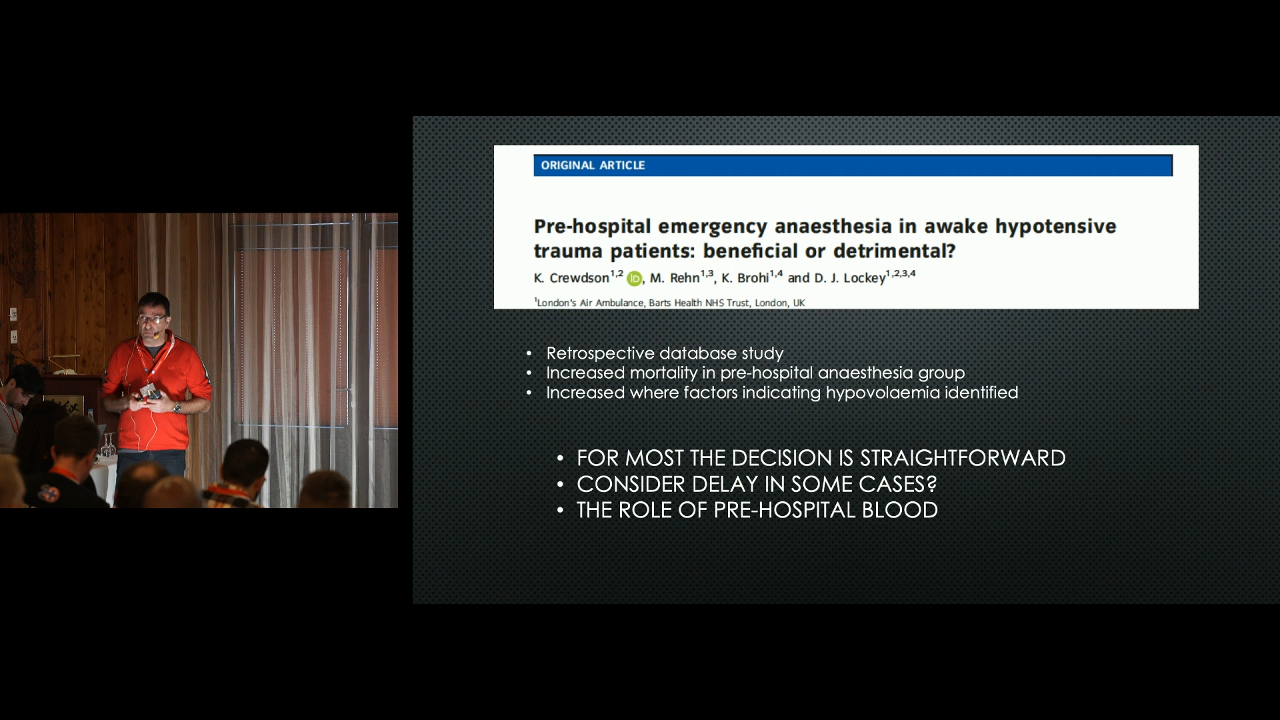 ORIGINAL ARTICLE
Pre-hospital emergency anaesthesia in awake hypotensive
trauma patients: beneficial or detrimental?
K. Crewdson1,2 iD, M. Rehn1,3, K. Brohi1,4 and D. J. Lockey1,2,3,4
1London's Air Ambulance, Barts Health NHS Trust, London, UK
• Retrospective database study
• Increased mortality in pre-hospital anaesthesia group
• Increased where factors indicating hypovolaemia identified
• FOR MOST THE DECISION IS STRAIGHTFORWARD
• CONSIDER DELAY IN SOME CASES?
• THE ROLE OF PRE-HOSPITAL BLOOD